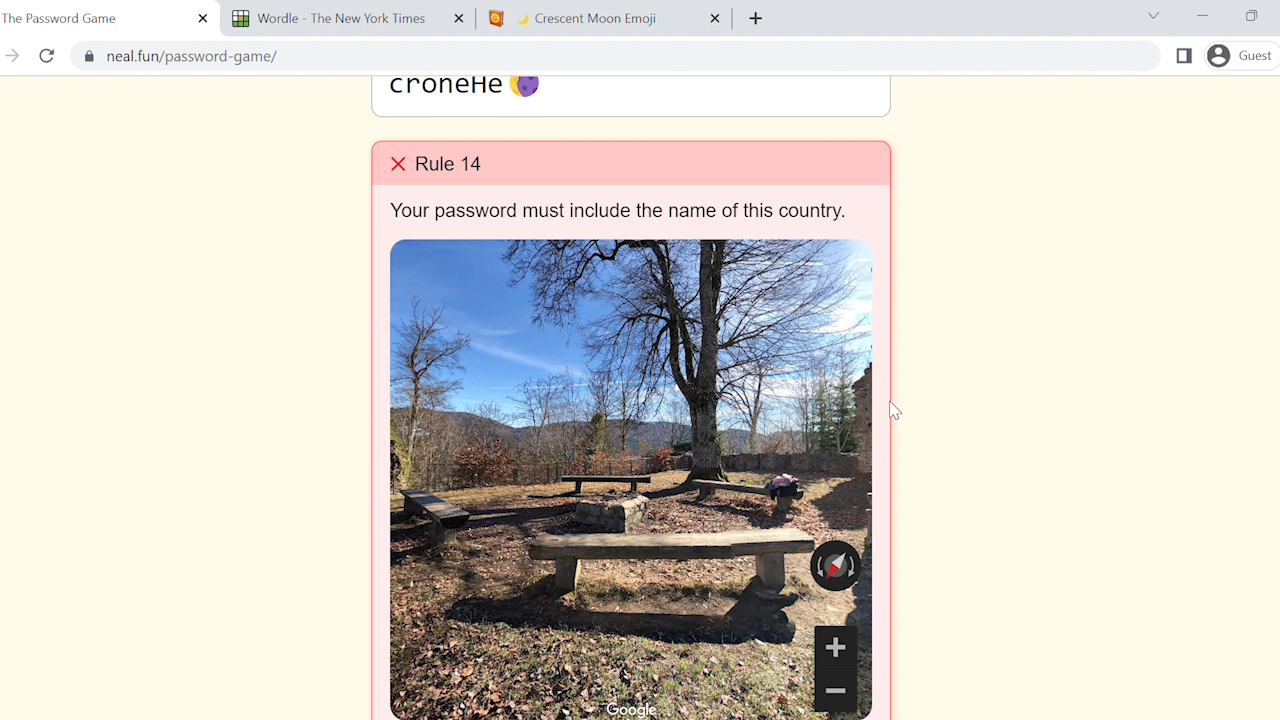 The Password Game
Wordle - The New York Times
🌙 Crescent Moon Emoji
neal.fun/password-game/
Guest
croneHe
Rule 14
Your password must include the name of this country.
Google